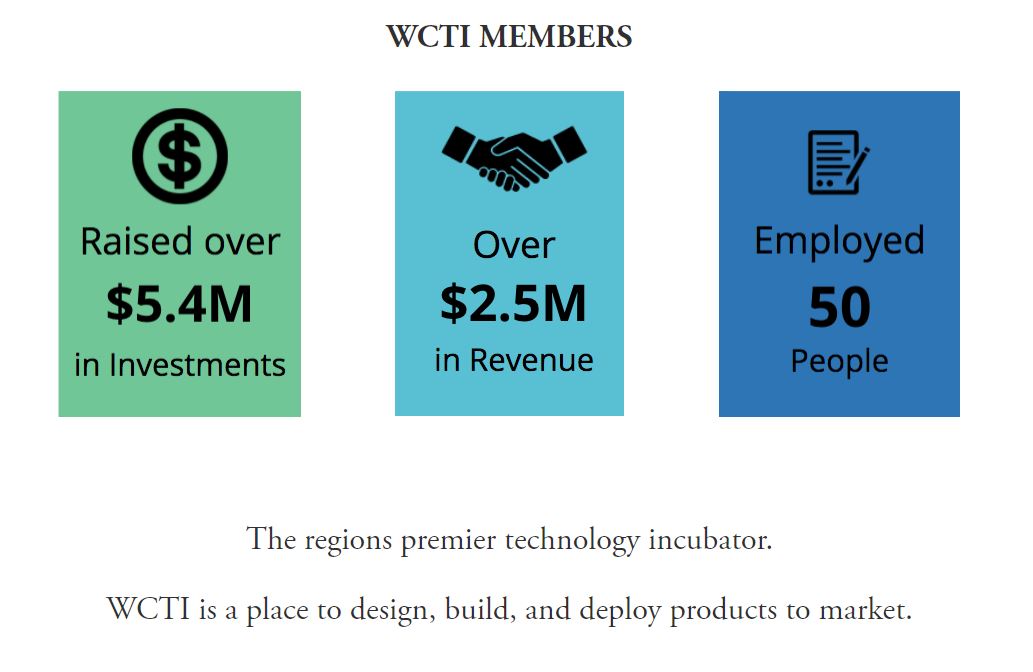 WCTI MEMBERS
Raised over
$5.4M
in Investments
Over
$2.5M
in Revenue
Employed
50
People
The regions premier technology incubator.
WCTI is a place to design, build, and deploy products to market.